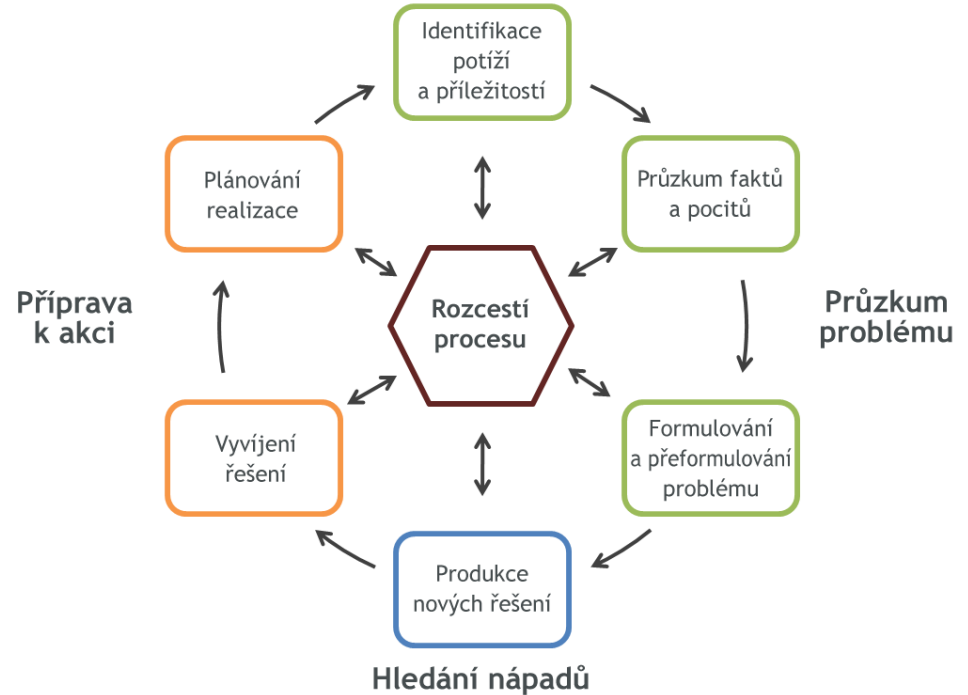 Identifikace
potíží
a příležitostí
Průzkum faktů
a pocitů
Průzkum
problému
Formulování
a přeformulování
problému
Produkce
nových řešení
Hledání nápadů
Vyvíjení
řešení
Příprava
k akci
Plánování
realizace
Rozcestí
procesu